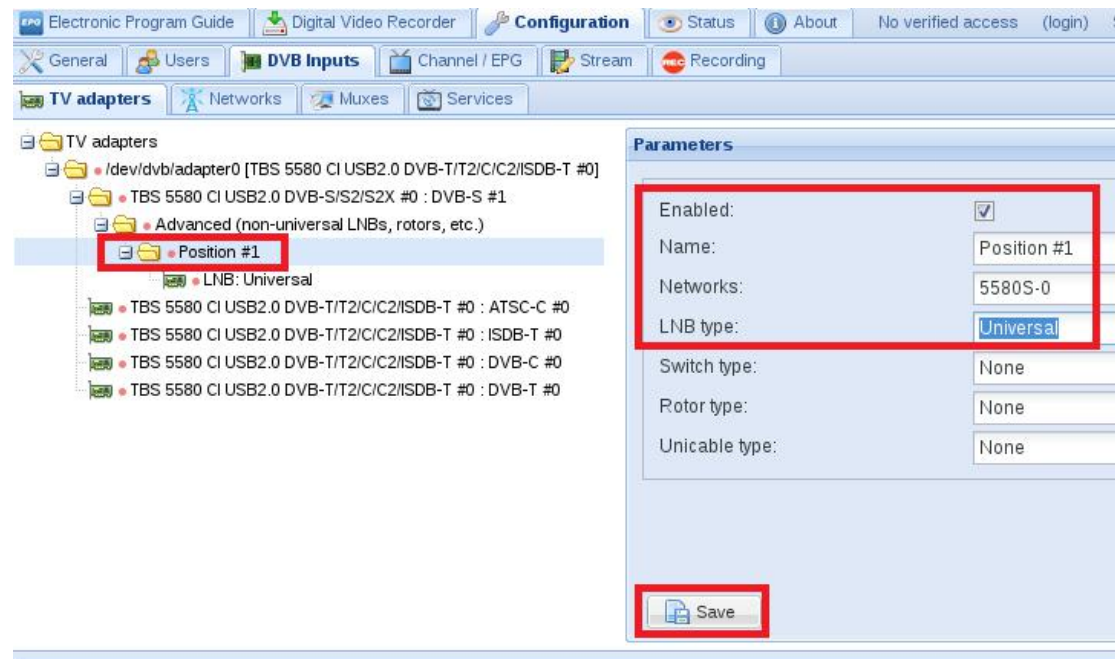 EPG Electronic Program Guide Digital Video Recorder Configuration Status About No verified access (login)
General Users DVB Inputs Channel / EPG Stream REC Recording
TV adapters Networks Muxes Services
TV adapters
/dev/dvb/adapter0 [TBS 5580 CI USB2.0 DVB-T/T2/C/C2/ISDB-T #0]
TBS 5580 CI USB2.0 DVB-S/S2/S2X #0 : DVB-S #1
Advanced (non-universal LNBs, rotors, etc.)
Position #1
LNB: Universal
TBS 5580 CI USB2.0 DVB-T/T2/C/C2/ISDB-T #0 : ATSC-C #0
TBS 5580 CI USB2.0 DVB-T/T2/C/C2/ISDB-T #0 : ISDB-T #0
TBS 5580 CI USB2.0 DVB-T/T2/C/C2/ISDB-T #0 : DVB-C #0
TBS 5580 CI USB2.0 DVB-T/T2/C/C2/ISDB-T #0 : DVB-T #0
Parameters
Enabled:
Name: Position #1
Networks: 5580S-0
LNB type: Universal
Switch type: None
Rotor type: None
Unicable type: None
Save